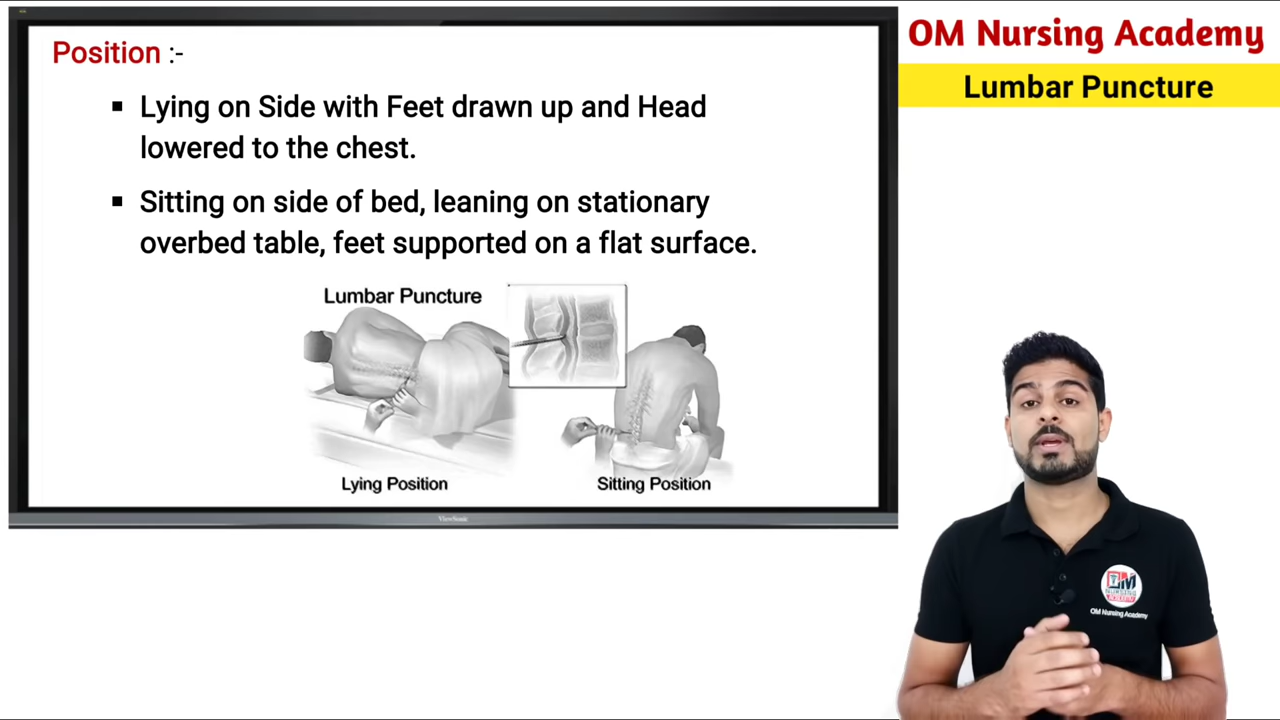 Position :-
▪ Lying on Side with Feet drawn up and Head
lowered to the chest.
▪ Sitting on side of bed, leaning on stationary
overbed table, feet supported on a flat surface.
Lumbar Puncture
Lying Position
Sitting Position
ViewSonic
OM Nursing Academy
Lumbar Puncture
OM
OM Nursing Academy